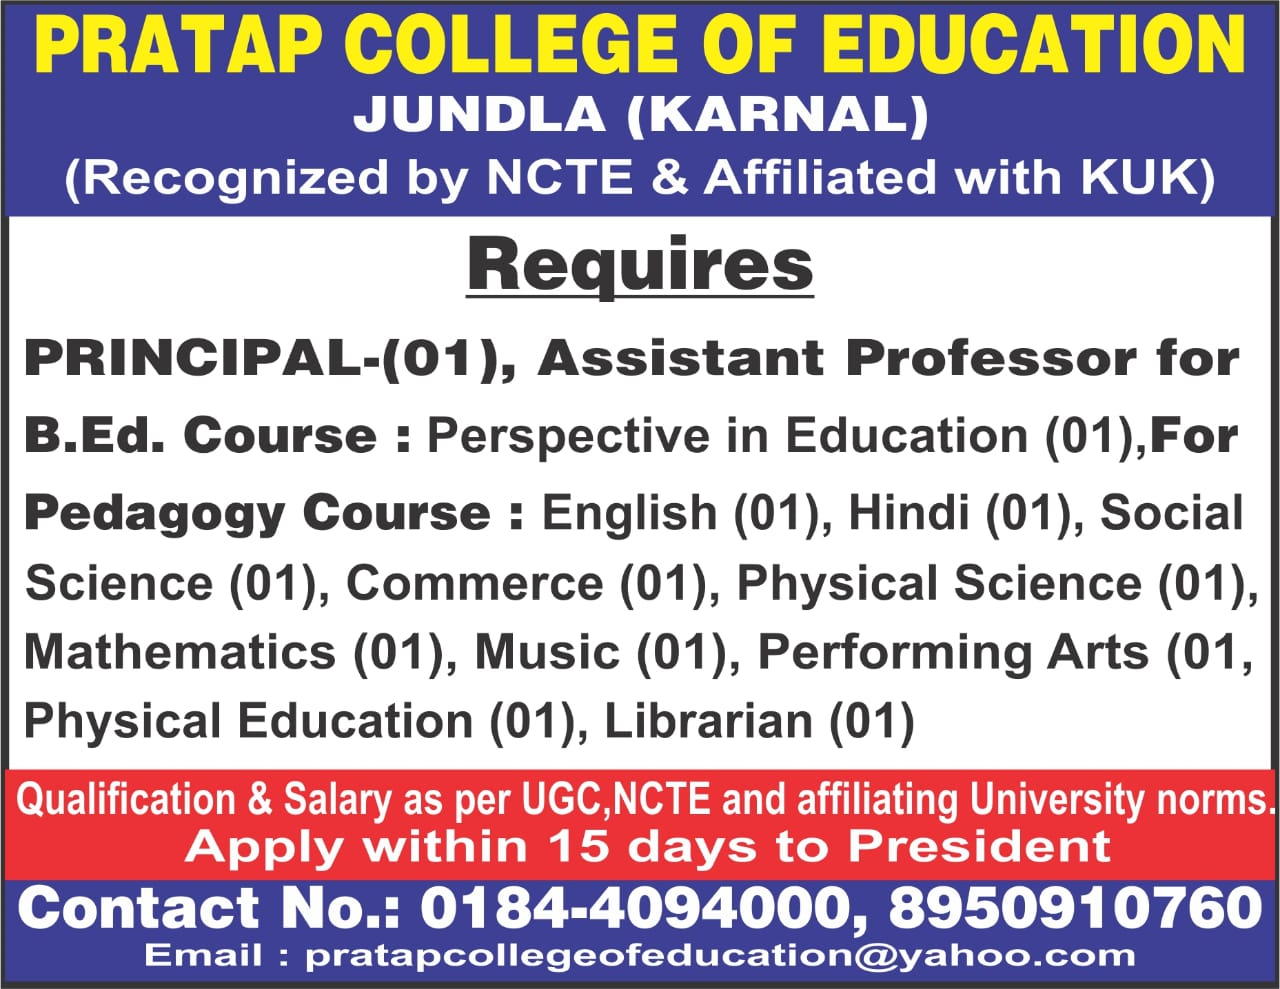 PRATAP COLLEGE OF EDUCATION
JUNDLA (KARNAL)
(Recognized by NCTE & Affiliated with KUK)
Requires
PRINCIPAL-(01), Assistant Professor for
B.Ed. Course : Perspective in Education (01),For
Pedagogy Course : English (01), Hindi (01), Social
Science (01), Commerce (01), Physical Science (01),
Mathematics (01), Music (01), Performing Arts (01,
Physical Education (01), Librarian (01)
Qualification & Salary as per UGC,NCTE and affiliating University norms.
Apply within 15 days to President
Contact No.: 0184-4094000, 8950910760
Email : pratapcollegeofeducation@yahoo.com